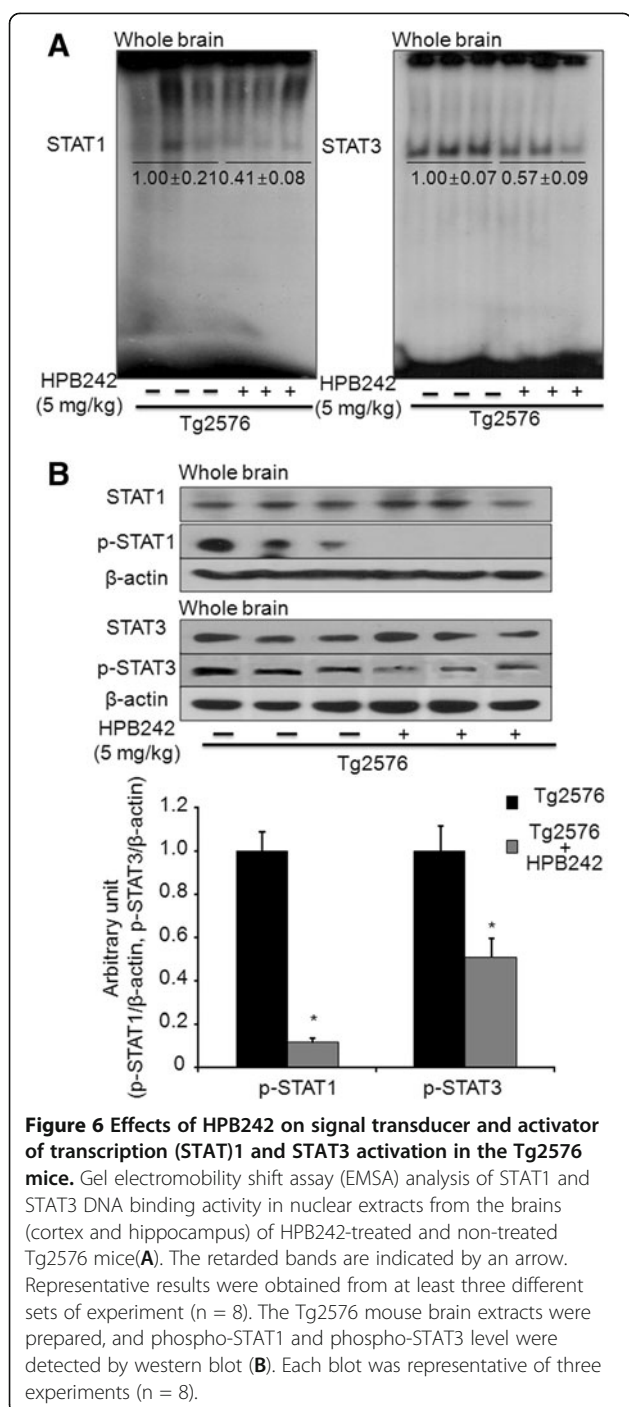 A
Whole brain
Whole brain
STAT1
STAT3
1.00±0.21 0.41±0.08
1.00±0.07 0.57±0.09
HPB242
(5 mg/kg)
− − − + + +
Tg2576
HPB242
(5 mg/kg)
− − − + + +
Tg2576
B
Whole brain
STAT1
p-STAT1
β-actin
Whole brain
STAT3
p-STAT3
β-actin
HPB242
(5 mg/kg)
− − − + + +
Tg2576
Arbitrary unit
(p-STAT1/β-actin, p-STAT3/β-actin)
1.2
1.0
0.8
0.6
0.4
0.2
0
*
*
p-STAT1
p-STAT3
Tg2576
Tg2576
+
HPB242
Figure 6 Effects of HPB242 on signal transducer and activator
of transcription (STAT)1 and STAT3 activation in the Tg2576
mice. Gel electromobility shift assay (EMSA) analysis of STAT1 and
STAT3 DNA binding activity in nuclear extracts from the brains
(cortex and hippocampus) of HPB242-treated and non-treated
Tg2576 mice(A). The retarded bands are indicated by an arrow.
Representative results were obtained from at least three different
sets of experiment (n = 8). The Tg2576 mouse brain extracts were
prepared, and phospho-STAT1 and phospho-STAT3 level were
detected by western blot (B). Each blot was representative of three
experiments (n = 8).